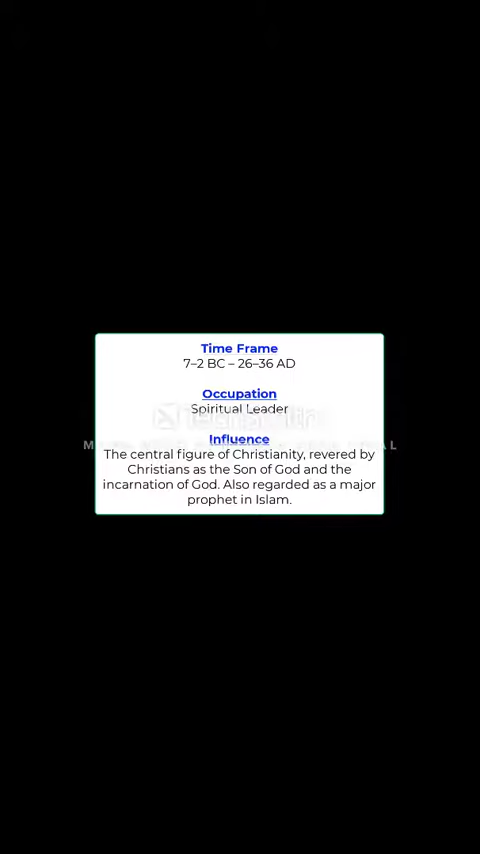 Time Frame
7–2 BC – 26–36 AD
Occupation
Spiritual Leader
Influence
The central figure of Christianity, revered by
Christians as the Son of God and the
incarnation of God. Also regarded as a major
prophet in Islam.